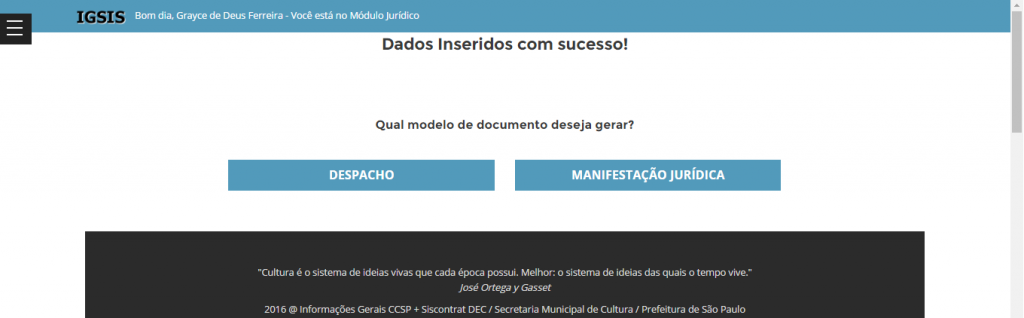 IGSIS Bom dia, Grayce de Deus Ferreira - Você está no Módulo Jurídico
Dados Inseridos com sucesso!
Qual modelo de documento deseja gerar?
DESPACHO MANIFESTAÇÃO JURÍDICA
"Cultura é o sistema de ideias vivas que cada época possui. Melhor: o sistema de ideias das quais o tempo vive."
José Ortega y Gasset
2016 @ Informações Gerais CCSP + Siscontrat DEC / Secretaria Municipal de Cultura / Prefeitura de São Paulo